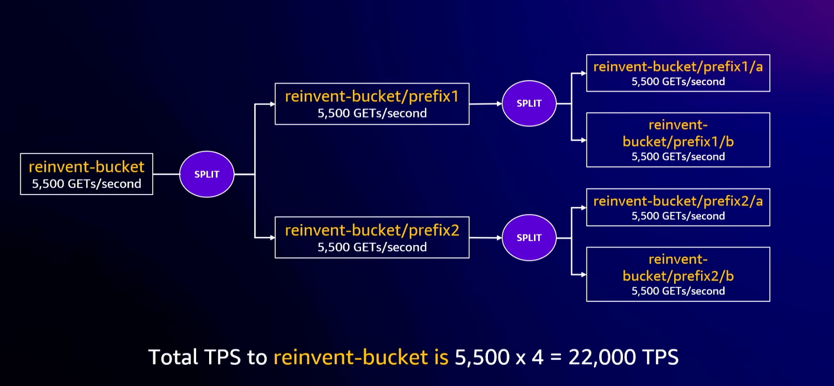 reinvent-bucket
5,500 GETs/second
SPLIT
reinvent-bucket/prefix1
5,500 GETs/second
SPLIT
reinvent-bucket/prefix1/a
5,500 GETs/second
reinvent-
bucket/prefix1/b
5,500 GETs/second
reinvent-bucket/prefix2
5,500 GETs/second
SPLIT
reinvent-bucket/prefix2/a
5,500 GETs/second
reinvent-
bucket/prefix2/b
5,500 GETs/second
Total TPS to reinvent-bucket is 5,500 x 4 = 22,000 TPS